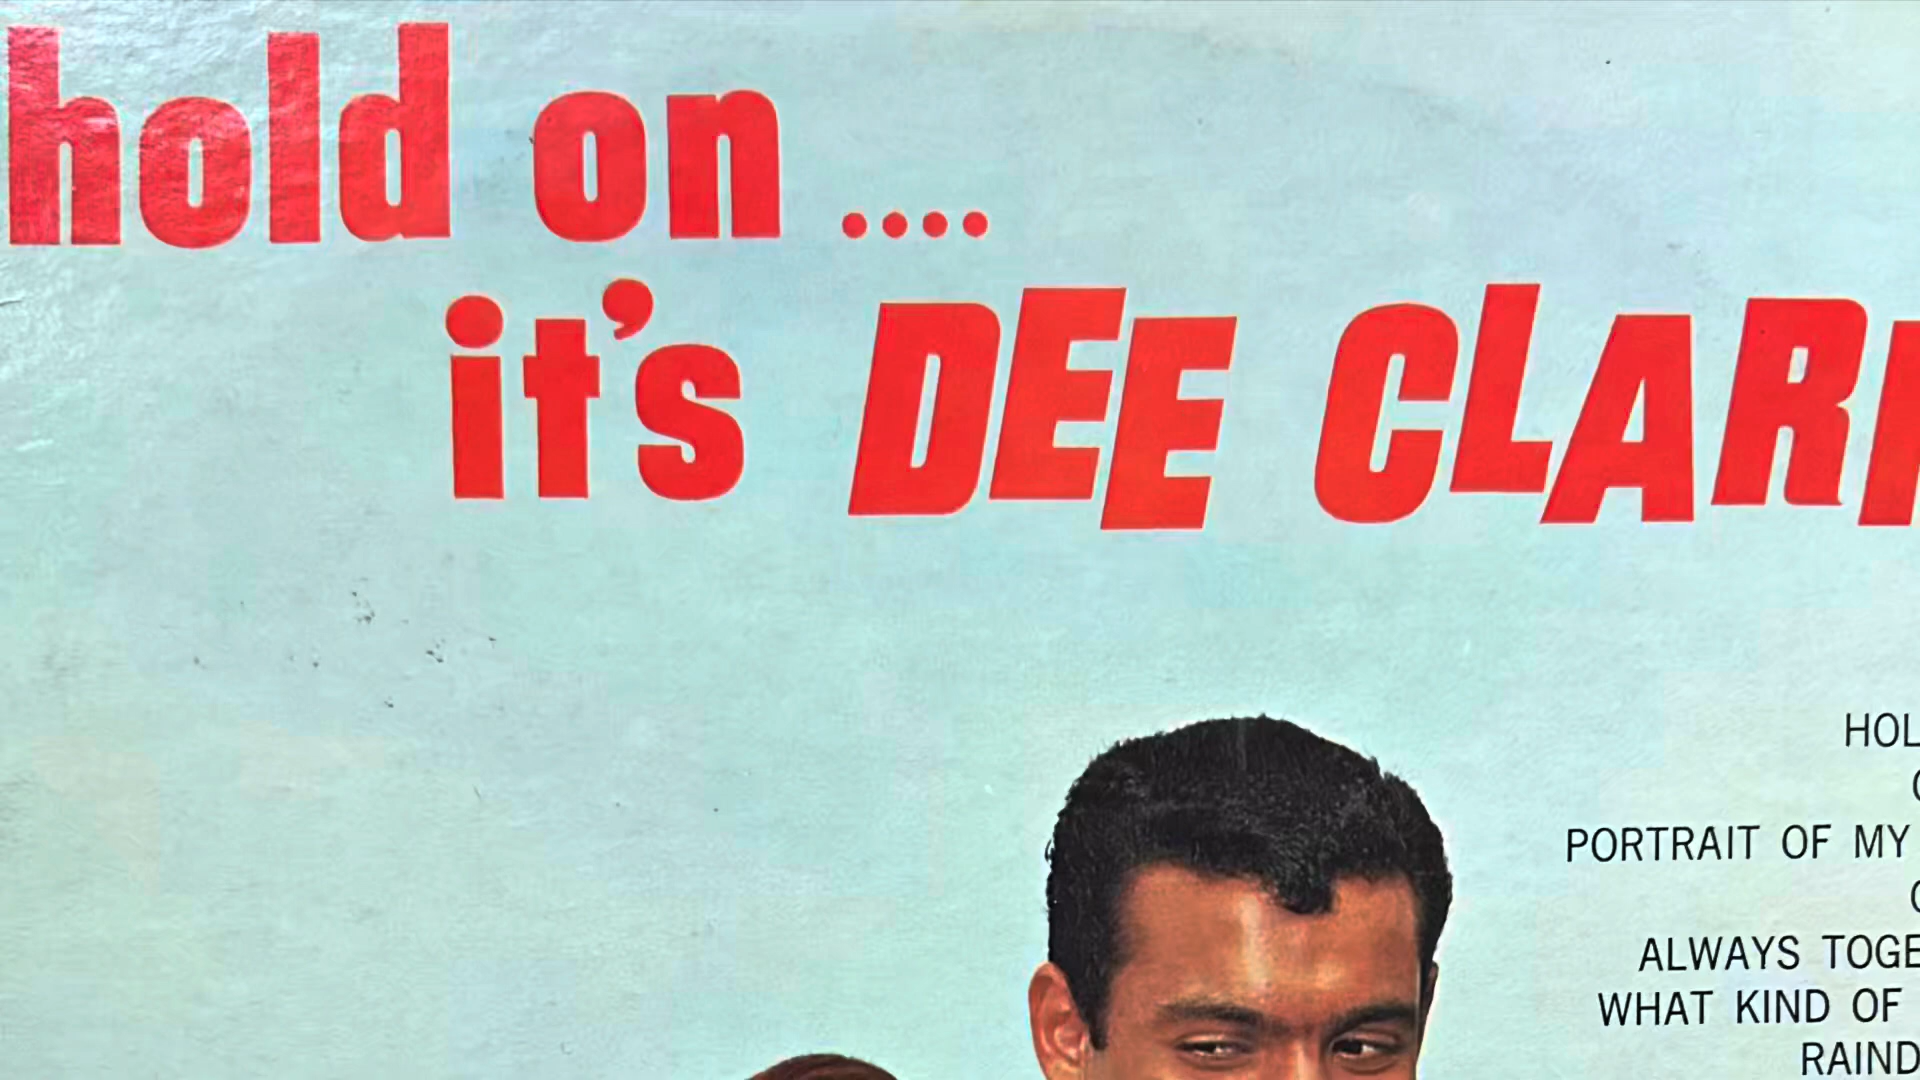 hold on ....
it's DEE CLAR
HOL
PORTRAIT OF MY
ALWAYS TOGE
WHAT KIND OF
RAIND